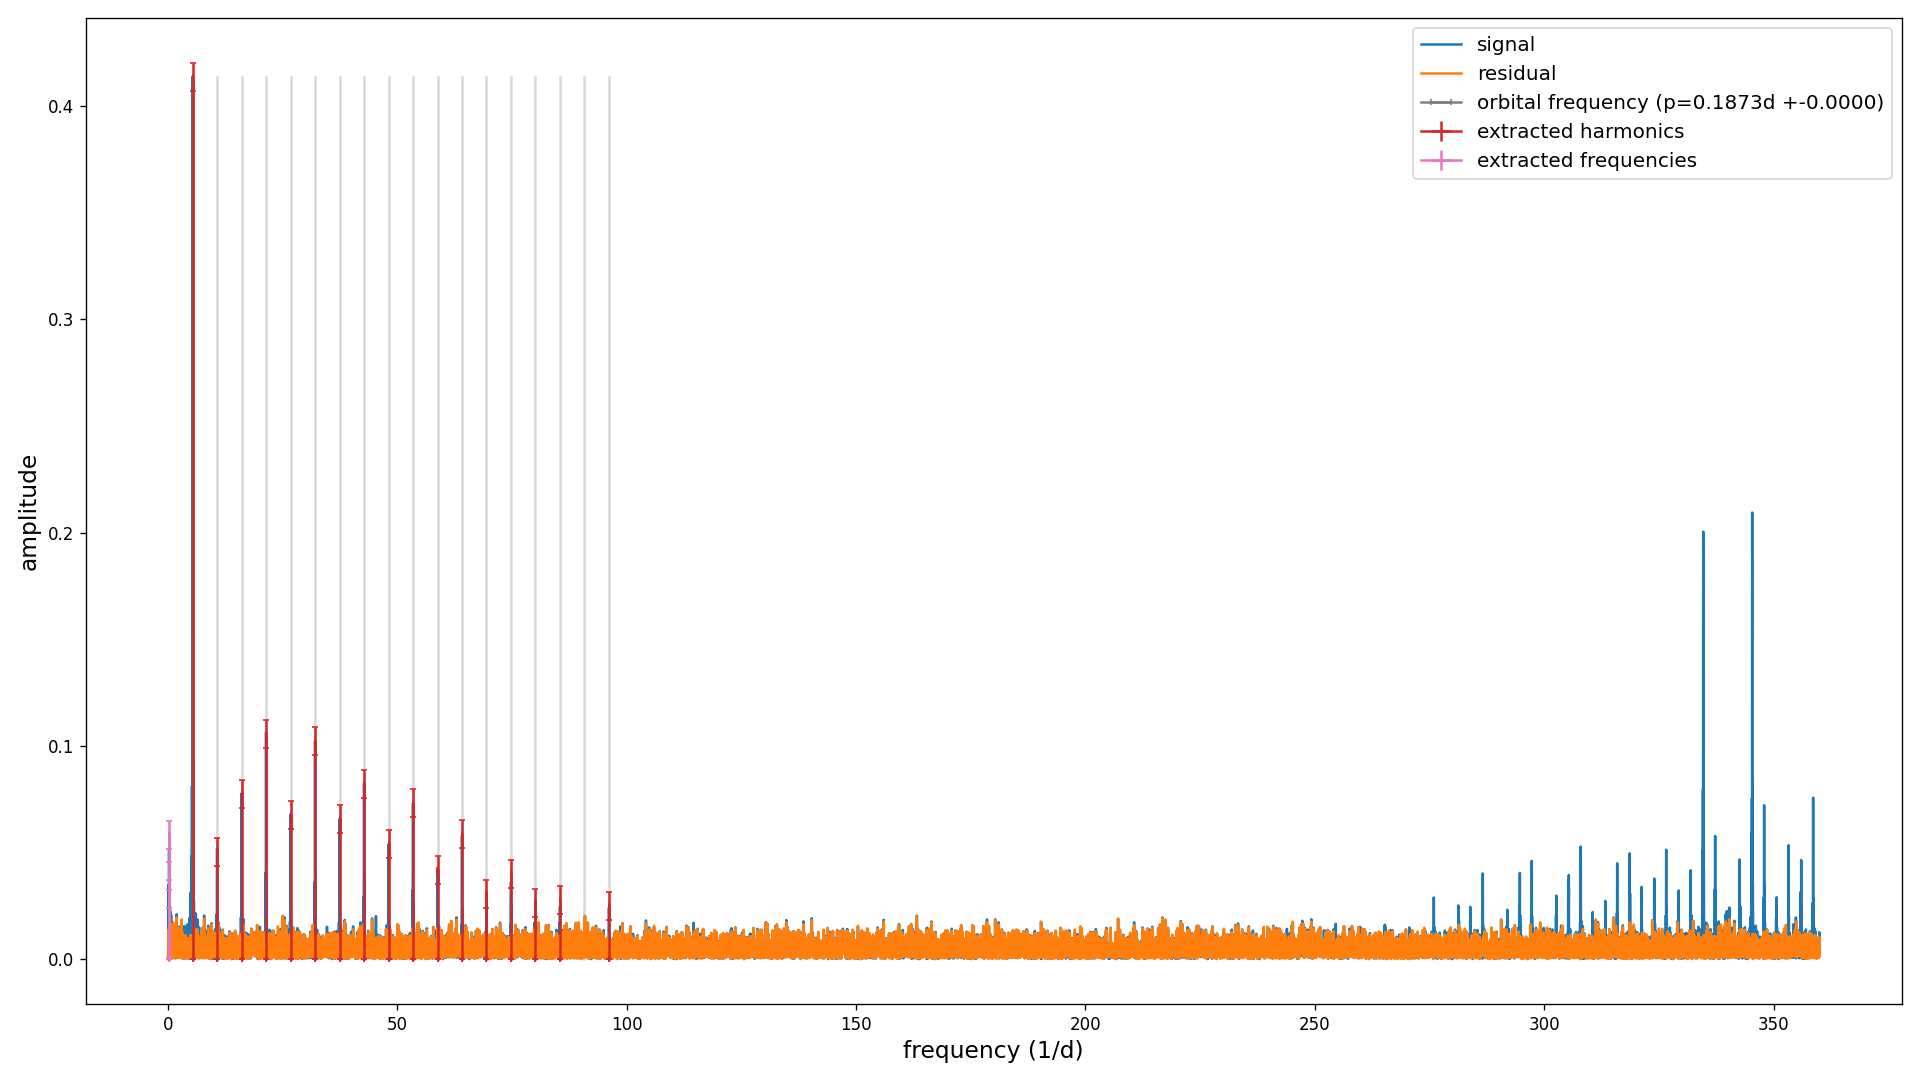 signal
residual
orbital frequency (p=0.1873d +-0.0000)
extracted harmonics
extracted frequencies
0.4
0.3
0.2
0.1
0.0
amplitude
0 50 100 150 200 250 300 350
frequency (1/d)